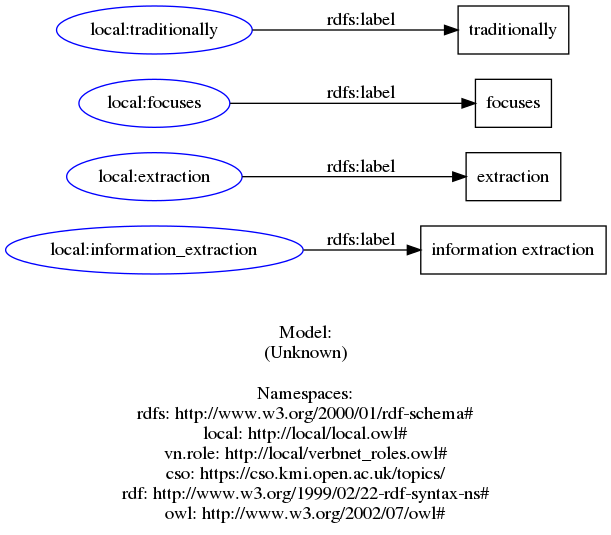 local:traditionally rdfs:label traditionally
local:focuses rdfs:label focuses
local:extraction rdfs:label extraction
local:information_extraction rdfs:label information extraction
Model:
(Unknown)
Namespaces:
rdfs: http://www.w3.org/2000/01/rdf-schema#
local: http://local/local.owl#
vn.role: http://local/verbnet_roles.owl#
cso: https://cso.kmi.open.ac.uk/topics/
rdf: http://www.w3.org/1999/02/22-rdf-syntax-ns#
owl: http://www.w3.org/2002/07/owl#